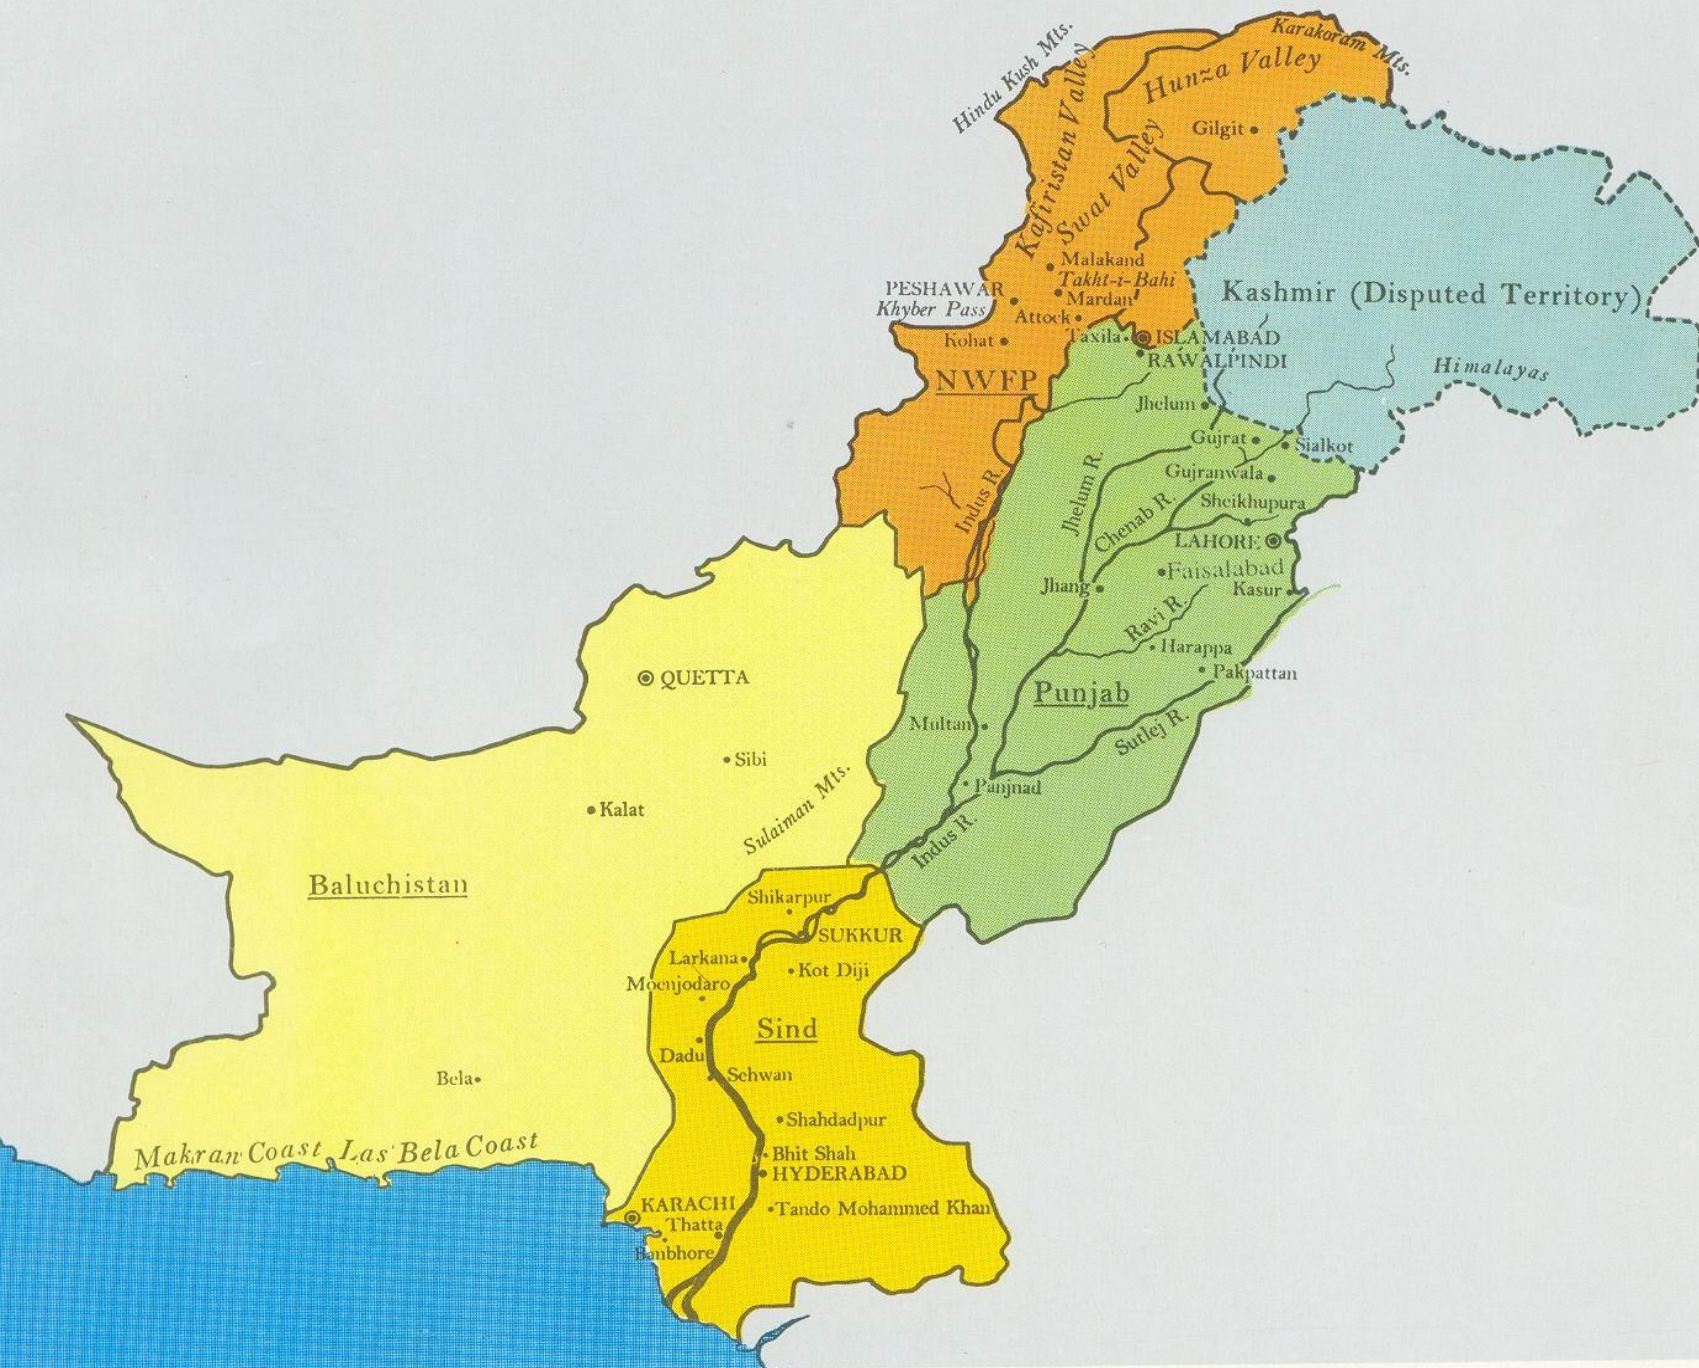 Karakoram Mts.
Hindu Kush Mts.
Hunza Valley
Kafiristan Valley
Swat Valley
Gilgit
Malakand
Takht-i-Bahi
PESHAWAR
Mardan
Khyber Pass
Attock
Kohat
Taxila
ISLAMABAD
RAWALPINDI
NWFP
Kashmir (Disputed Territory)
Himalayas
Jhelum
Gujrat
Sialkot
Gujranwala
Jhelum R.
Indus R.
Chenab R.
Sheikhupura
LAHORE
Faisalabad
Jhang
Kasur
Ravi R.
Harappa
Pakpattan
Punjab
Multan
Sutlej R.
Panjnad
Indus R.
QUETTA
Sibi
Kalat
Sulaiman Mts.
Baluchistan
Shikarpur
SUKKUR
Larkana
Kot Diji
Moenjodaro
Sind
Dadu
Sehwan
Bela
Shahdadpur
Makran Coast
Las Bela Coast
Bhit Shah
HYDERABAD
KARACHI
Tando Mohammed Khan
Thatta
Banbhore